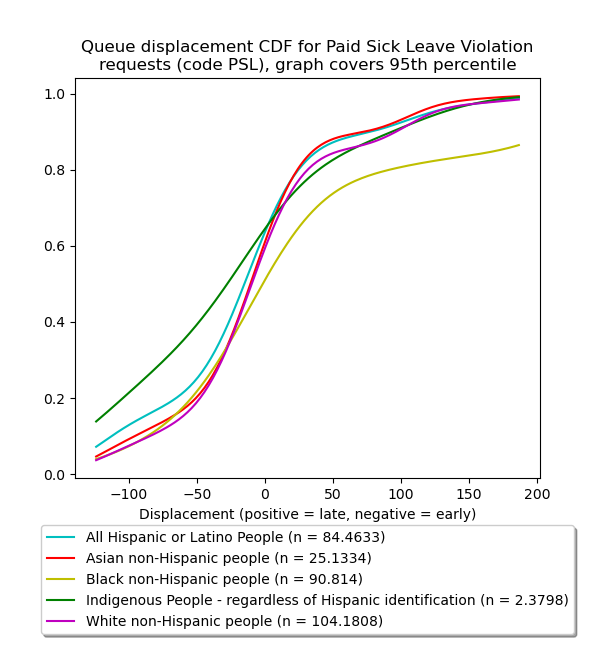 Queue displacement CDF for Paid Sick Leave Violation
requests (code PSL), graph covers 95th percentile
1.0
0.8
0.6
0.4
0.2
0.0
−100 −50 0 50 100 150 200
Displacement (positive = late, negative = early)
All Hispanic or Latino People (n = 84.4633)
Asian non-Hispanic people (n = 25.1334)
Black non-Hispanic people (n = 90.814)
Indigenous People - regardless of Hispanic identification (n = 2.3798)
White non-Hispanic people (n = 104.1808)